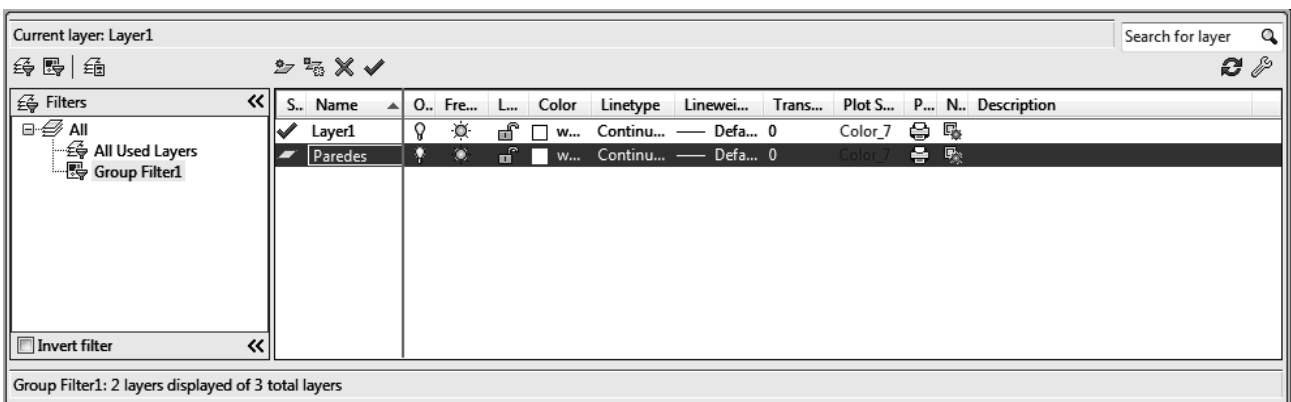 Current layer: Layer1
Search for layer
Filters
All
All Used Layers
Group Filter1
Invert filter
S.. Name O.. Fre... L... Color Linetype Linewei... Trans... Plot S... P... N.. Description
Layer1 w... Continu... Defa... 0 Color_7
Paredes w... Continu... Defa... 0 Color_7
Group Filter1: 2 layers displayed of 3 total layers